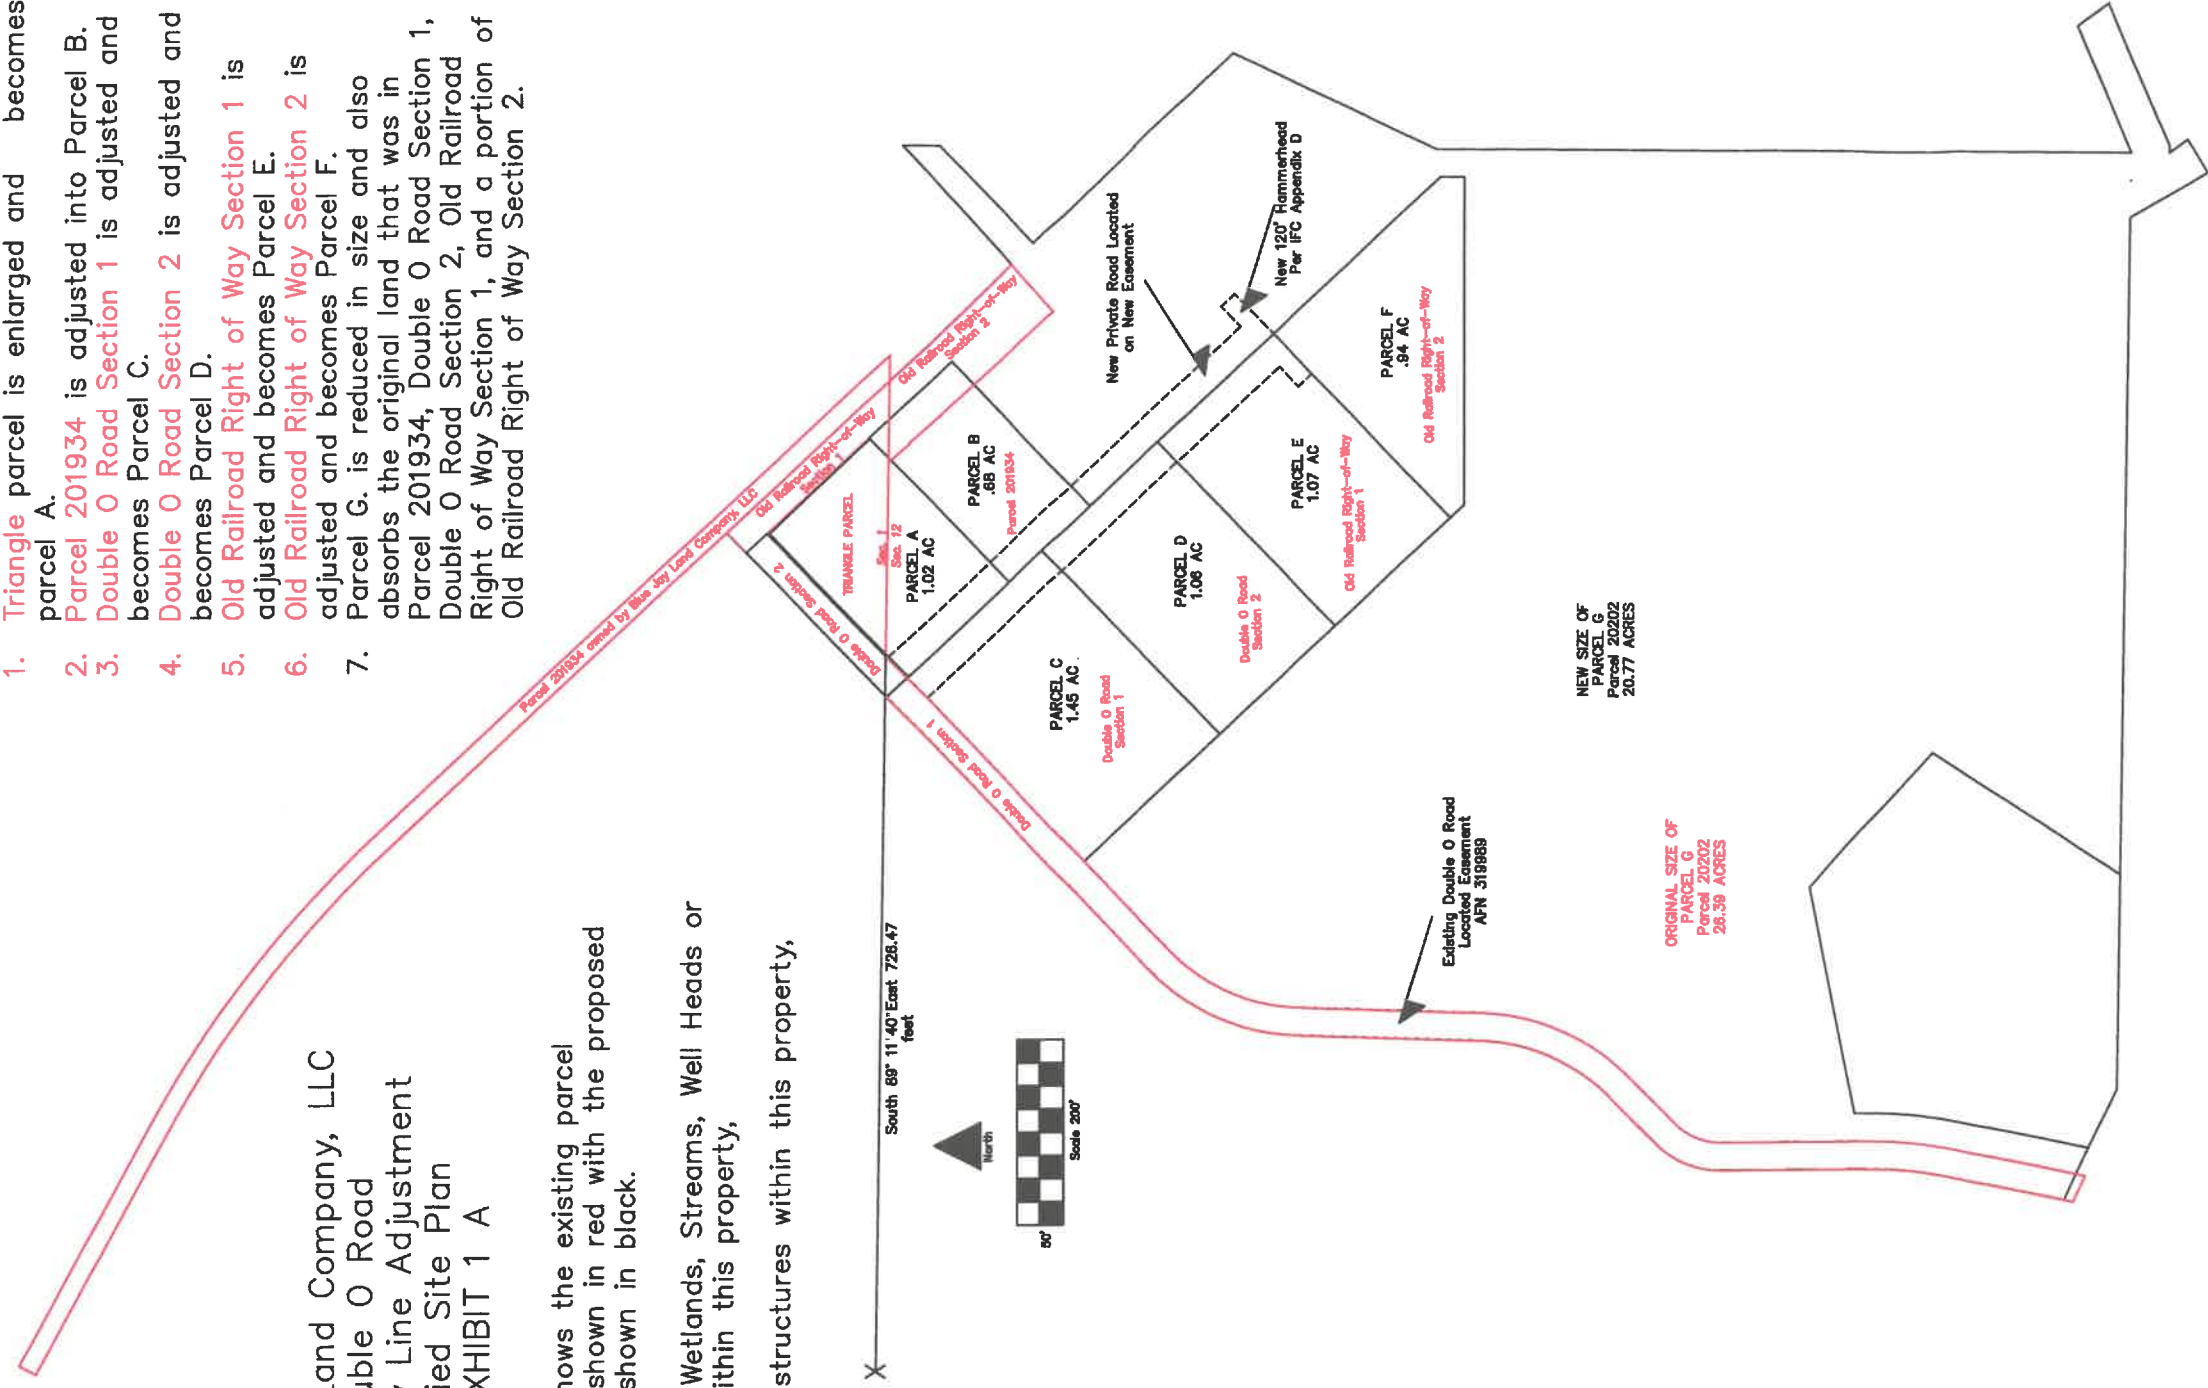 1. Triangle parcel is enlarged and becomes
parcel A.
2. Parcel 201934 is adjusted into Parcel B.
3. Double O Road Section 1 is adjusted and
becomes Parcel C.
4. Double O Road Section 2 is adjusted and
becomes Parcel D.
5. Old Railroad Right of Way Section 1 is
adjusted and becomes Parcel E.
6. Old Railroad Right of Way Section 2 is
adjusted and becomes Parcel F.
7. Parcel G. is reduced in size and also
absorbs the original land that was in
Parcel 201934, Double O Road Section 1,
Double O Road Section 2, Old Railroad
Right of Way Section 1, and a portion of
Old Railroad Right of Way Section 2.
and Company, LLC
uble O Road
y Line Adjustment
ied Site Plan
XHIBIT 1 A
hows the existing parcel
shown in red with the proposed
shown in black.
Wetlands, Streams, Well Heads or
ithin this property,
structures within this property,
Parcel 201934 owned by Blue Jay Land Company, LLC
Old Railroad Right-of-Way
Section 1
Old Railroad Right-of-Way
Section 2
Double O Road Section 2
TRIANGLE PARCEL
Sec. 1
Sec. 12
PARCEL A
1.02 AC
PARCEL B
.68 AC
Parcel 201934
New Private Road Located
on New Easement
New 120' Hammerhead
Per IFC Appendix D
Double O Road Section 1
PARCEL C
1.45 AC
Double O Road
Section 1
PARCEL D
1.06 AC
Double O Road
Section 2
PARCEL E
1.07 AC
Old Railroad Right-of-Way
Section 1
PARCEL F
.94 AC
Old Railroad Right-of-Way
Section 2
South 89° 11'40"East 726.47
feet
North
50'
Scale 200'
Existing Double O Road
Located Easement
AFN 319989
NEW SIZE OF
PARCEL G
Parcel 20202
20.77 ACRES
ORIGINAL SIZE OF
PARCEL G
Parcel 20202
26.39 ACRES